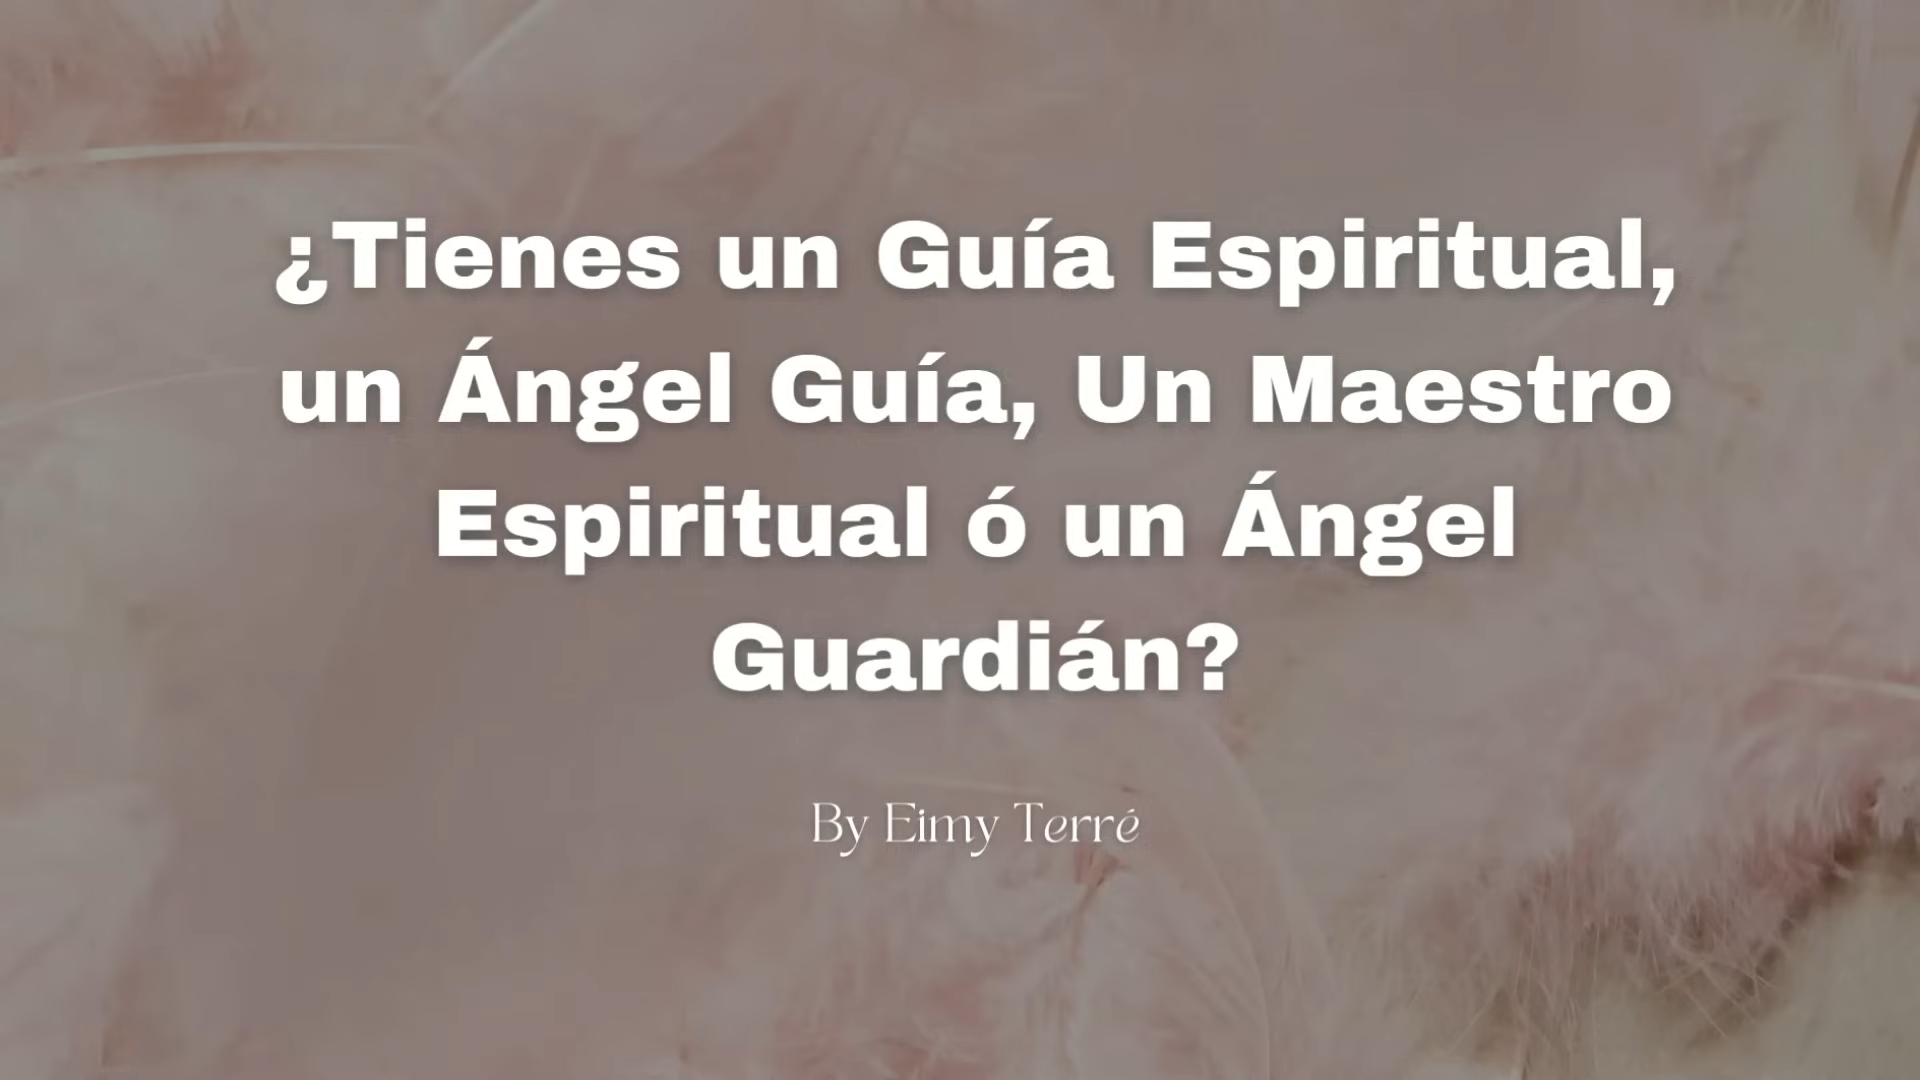 ¿Tienes un Guía Espiritual,
un Ángel Guía, Un Maestro
Espiritual ó un Ángel
Guardián?
By Eimy Terré